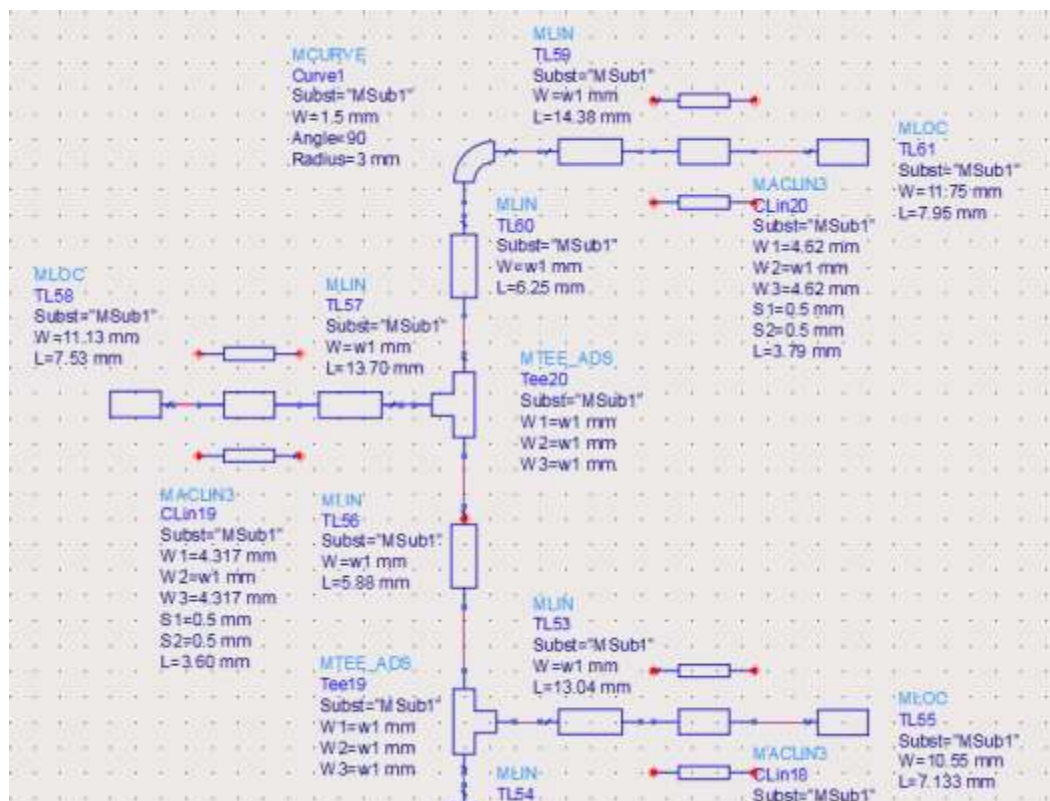 MCURVE
Curve1
Subst="MSub1"
W=1.5 mm
Angle=90
Radius=3 mm
MLIN
TL59
Subst="MSub1"
W=w1 mm
L=14.38 mm
MLOC
TL61
Subst="MSub1"
W=11.75 mm
L=7.95 mm
MLIN
TL60
Subst="MSub1"
W=w1 mm
L=6.25 mm
MACLIN3
CLin20
Subst="MSub1"
W1=4.62 mm
W2=w1 mm
W3=4.62 mm
S1=0.5 mm
S2=0.5 mm
L=3.79 mm
MLOC
TL58
Subst="MSub1"
W=11.13 mm
L=7.53 mm
MLIN
TL57
Subst="MSub1"
W=w1 mm
L=13.70 mm
MTEE_ADS
Tee20
Subst="MSub1"
W1=w1 mm
W2=w1 mm
W3=w1 mm
MACLIN3
CLin19
Subst="MSub1"
W1=4.317 mm
W2=w1 mm
W3=4.317 mm
S1=0.5 mm
S2=0.5 mm
L=3.60 mm
MLIN
TL56
Subst="MSub1"
W=w1 mm
L=5.88 mm
MLIN
TL53
Subst="MSub1"
W=w1 mm
L=13.04 mm
MTEE_ADS
Tee19
Subst="MSub1"
W1=w1 mm
W2=w1 mm
W3=w1 mm
MLOC
TL55
Subst="MSub1"
W=10.55 mm
L=7.133 mm
MLIN
TL54
MACLIN3
CLin18
Subst="MSub1"